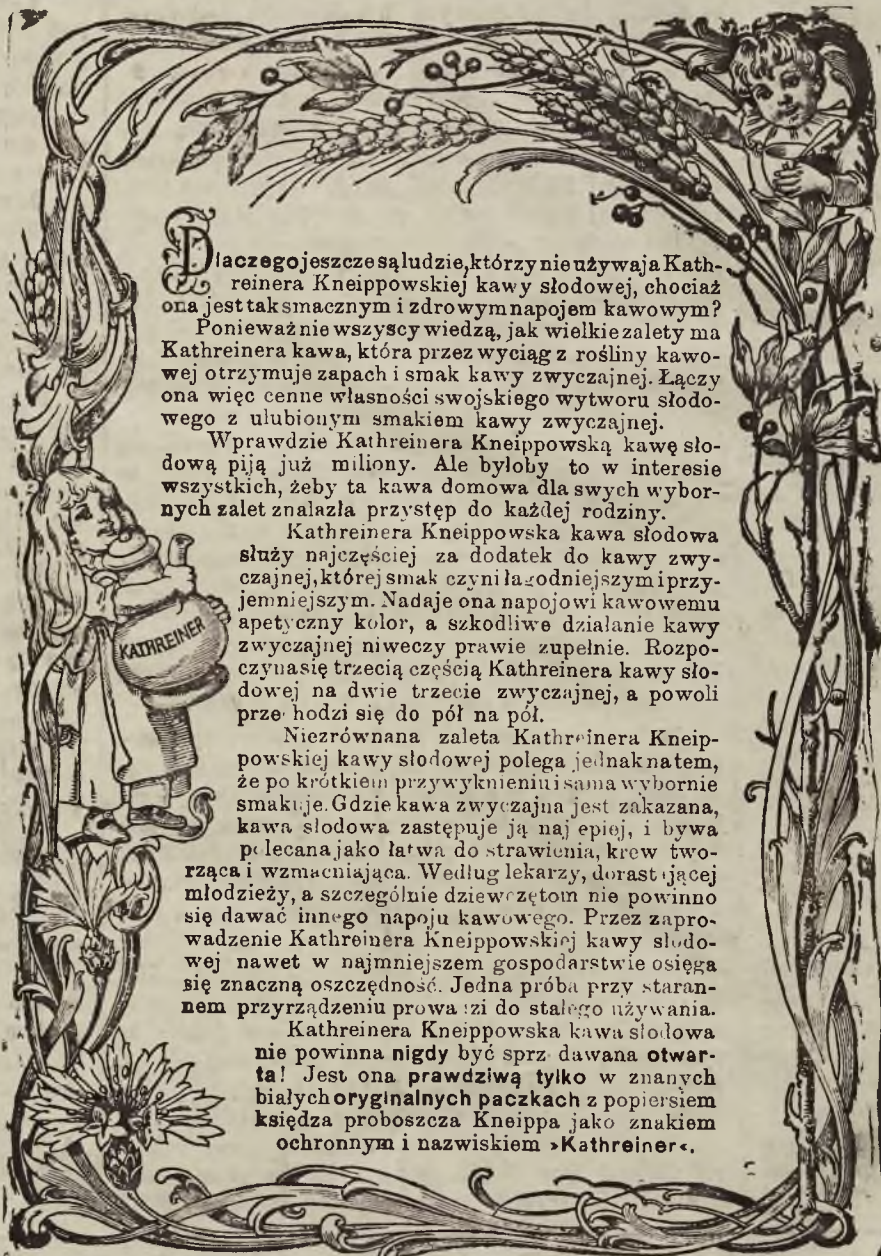 Dlaczego jeszcze są ludzie, którzy nie używaja Kath-
reinera Kneippowskiej kawy słodowej, chociaż
ona jest tak smacznym i zdrowym napojem kawowym?
Ponieważ nie wszyscy wiedzą, jak wielkie zalety ma
Kathreinera kawa, która przez wyciąg z rośliny kawo-
wej otrzymuje zapach i smak kawy zwyczajnej. Łączy
ona więc cenne własności swojskiego wytworu słodo-
wego z ulubionym smakiem kawy zwyczajnej.
Wprawdzie Kathreinera Kneippowską kawę sło-
dową piją już miliony. Ale byłoby to w interesie
wszystkich, żeby ta kawa domowa dla swych wybor-
nych zalet znalazła przystęp do każdej rodziny.
Kathreinera Kneippowska kawa słodowa
służy najczęściej za dodatek do kawy zwy-
czajnej, której smak czyni łagodniejszym i przy-
jemniejszym. Nadaje ona napojowi kawowemu
apetyczny kolor, a szkodliwe działanie kawy
zwyczajnej niweczy prawie zupełnie. Rozpo-
czyna się trzecią częścią Kathreinera kawy sło-
dowej na dwie trzecie zwyczajnej, a powoli
przechodzi się do pół na pół.
Niezrównana zaleta Kathreinera Kneip-
powskiej kawy słodowej polega jednak na tem,
że po krótkiem przywyknieniu i sama wybornie
smakuje. Gdzie kawa zwyczajna jest zakazana,
kawa słodowa zastępuje ją najlepiej, i bywa
polecana jako łatwa do strawienia, krew two-
rząca i wzmacniająca. Według lekarzy, dorastającej
młodzieży, a szczególnie dziewczętom nie powinno
się dawać innego napoju kawowego. Przez zapro-
wadzenie Kathreinera Kneippowskiej kawy słodo-
wej nawet w najmniejszem gospodarstwie osięga
się znaczną oszczędność. Jedna próba przy staran-
nem przyrządzeniu prowadzi do stałego używania.
Kathreinera Kneippowska kawa słodowa
nie powinna nigdy być sprzedawana otwar-
ta! Jest ona prawdziwą tylko w znanych
białych oryginalnych paczkach z popiersiem
księdza proboszcza Kneippa jako znakiem
ochronnym i nazwiskiem »Kathreiner«.
KATHREINER